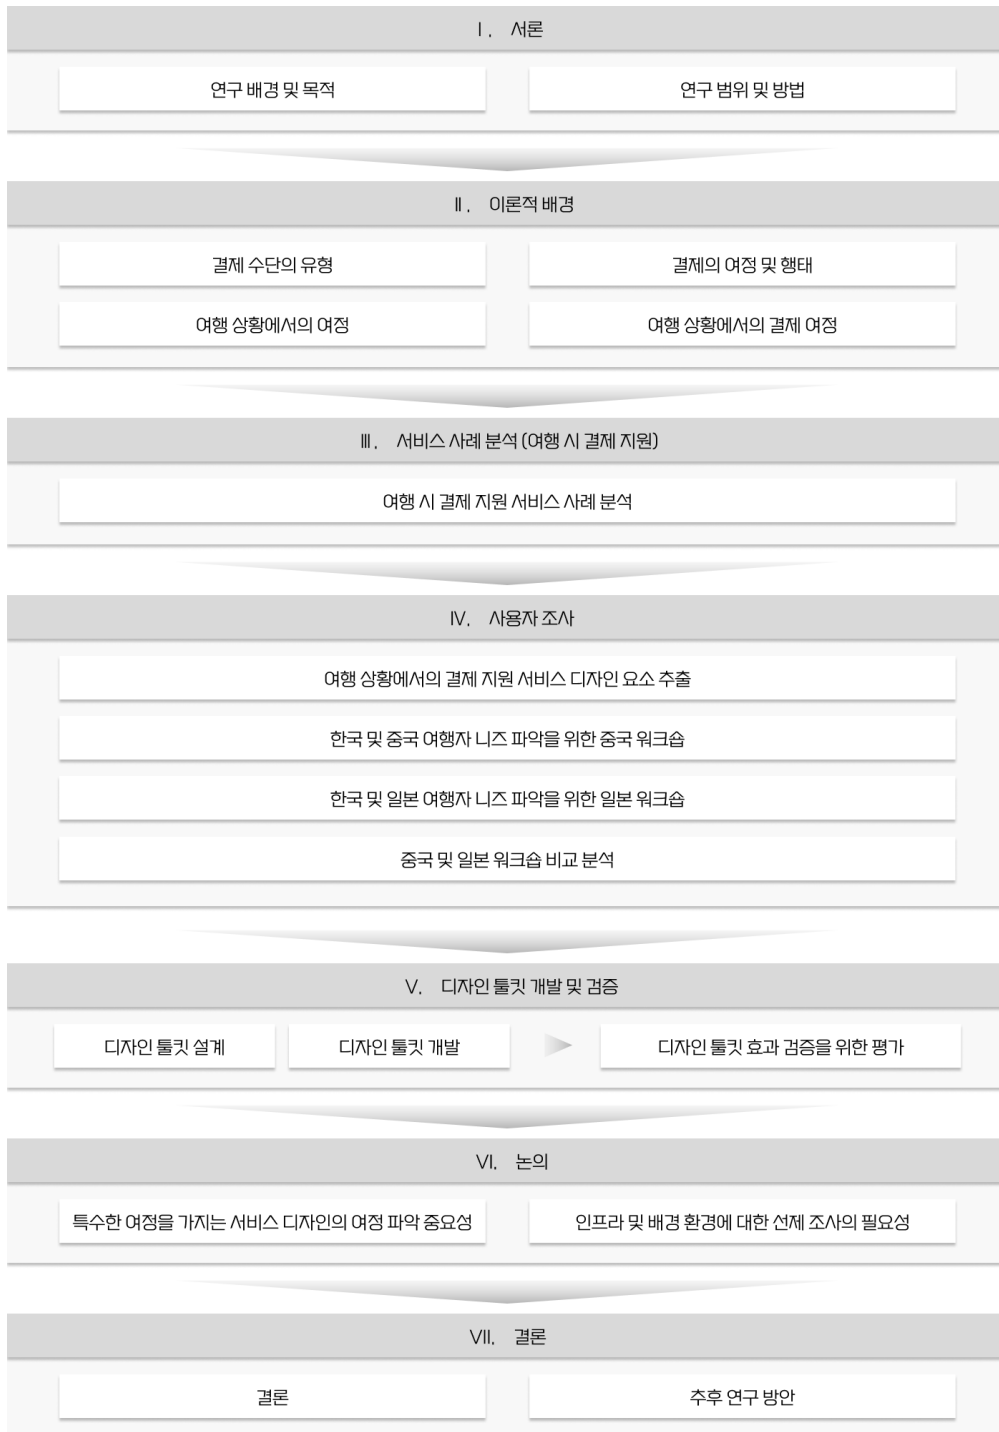 Ⅰ. 서론
연구 배경 및 목적
연구 범위 및 방법
Ⅱ. 이론적 배경
결제 수단의 유형
결제의 여정 및 행태
여행 상황에서의 여정
여행 상황에서의 결제 여정
Ⅲ. 서비스 사례 분석 (여행 시 결제 지원)
여행 시 결제 지원 서비스 사례 분석
Ⅳ. 사용자 조사
여행 상황에서의 결제 지원 서비스 디자인 요소 추출
한국 및 중국 여행자 니즈 파악을 위한 중국 워크숍
한국 및 일본 여행자 니즈 파악을 위한 일본 워크숍
중국 및 일본 워크숍 비교 분석
Ⅴ. 디자인 툴킷 개발 및 검증
디자인 툴킷 설계
디자인 툴킷 개발
디자인 툴킷 효과 검증을 위한 평가
Ⅵ. 논의
특수한 여정을 가지는 서비스 디자인의 여정 파악 중요성
인프라 및 배경 환경에 대한 선제 조사의 필요성
Ⅶ. 결론
결론
추후 연구 방안